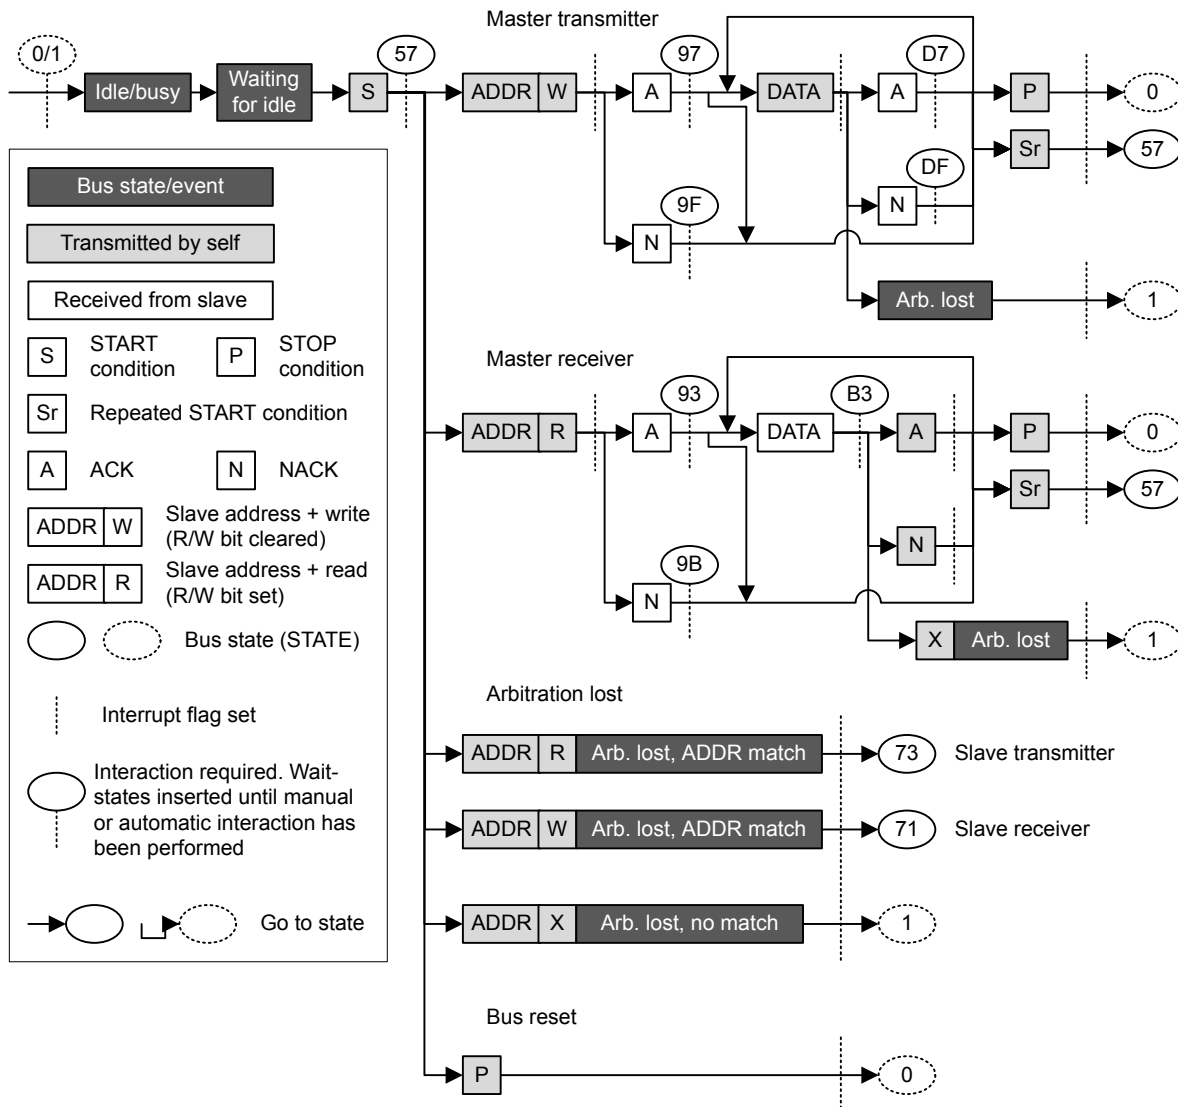 Master transmitter
0/1
57
97
D7
Idle/busy
Waiting
for idle
S
ADDR W
A
DATA
A
P
0
Sr
57
DF
N
9F
N
Arb. lost
1
Bus state/event
Transmitted by self
Received from slave
S
START
condition
P
STOP
condition
Sr
Repeated START condition
A
ACK
N
NACK
ADDR W
Slave address + write
(R/W bit cleared)
ADDR R
Slave address + read
(R/W bit set)
Bus state (STATE)
Interrupt flag set
Interaction required. Wait-
states inserted until manual
or automatic interaction has
been performed
Go to state
Master receiver
93
B3
ADDR R
A
DATA
A
P
0
Sr
57
N
9B
N
X Arb. lost
1
Arbitration lost
ADDR R Arb. lost, ADDR match
73
Slave transmitter
ADDR W Arb. lost, ADDR match
71
Slave receiver
ADDR X Arb. lost, no match
1
Bus reset
P
0